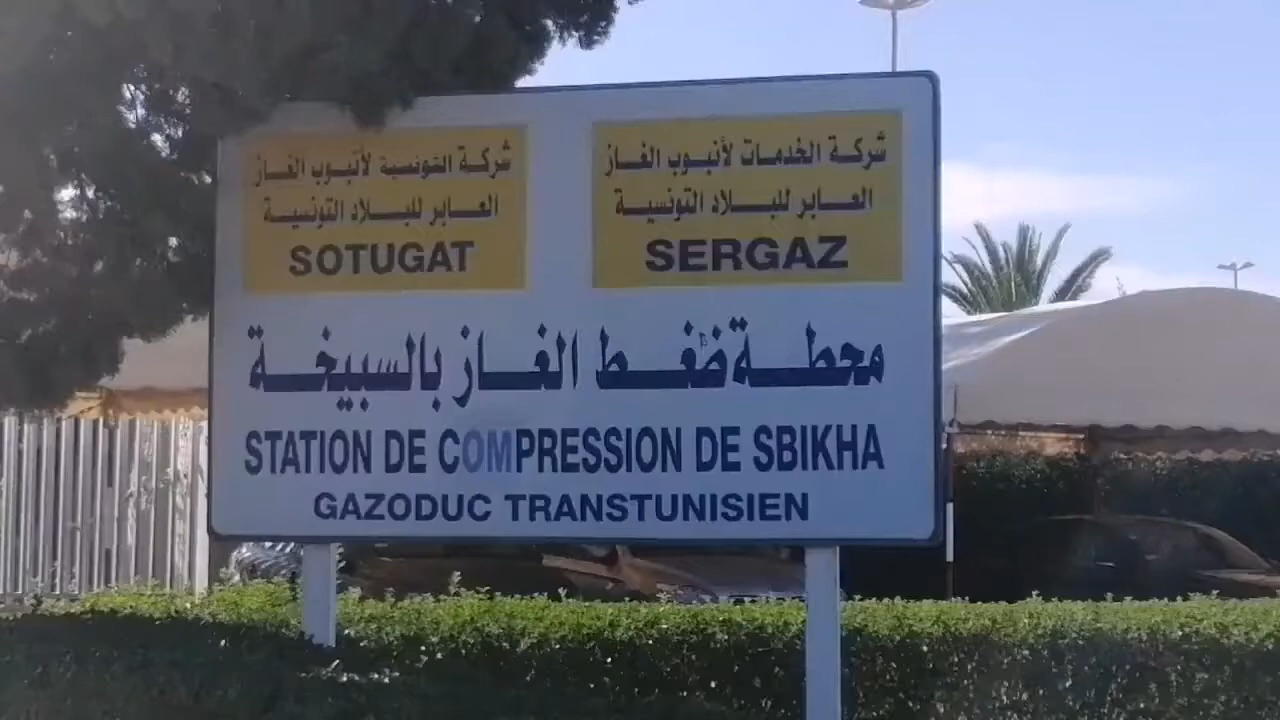 شركة التونسية لأنبوب الغاز
العابر للبلاد التونسية
SOTUGAT
شركة الخدمات لأنبوب الغاز
العابر للبلاد التونسية
SERGAZ
محطة ضغط الغاز بالسبيخة
STATION DE COMPRESSION DE SBIKHA
GAZODUC TRANSTUNISIEN